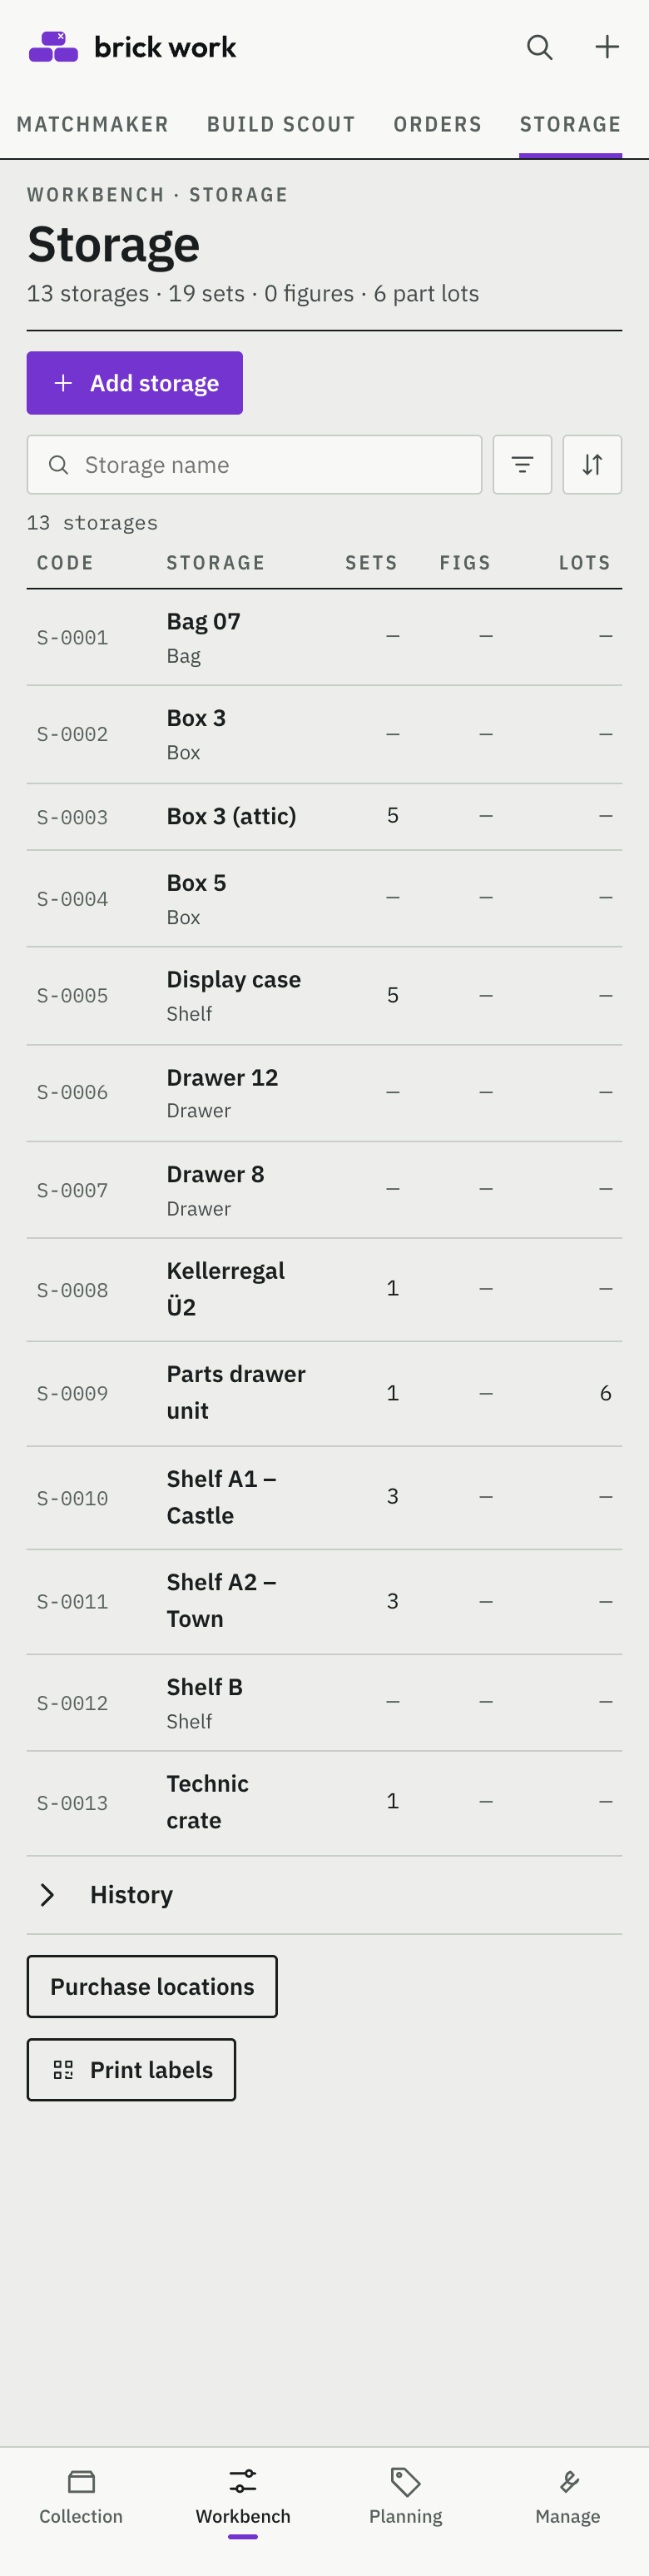 brick work
MATCHMAKER BUILD SCOUT ORDERS STORAGE
WORKBENCH · STORAGE
Storage
13 storages · 19 sets · 0 figures · 6 part lots
+ Add storage
Storage name
13 storages
CODE STORAGE SETS FIGS LOTS
S-0001 Bag 07 – – –
Bag
S-0002 Box 3 – – –
Box
S-0003 Box 3 (attic) 5 – –
S-0004 Box 5 – – –
Box
S-0005 Display case 5 – –
Shelf
S-0006 Drawer 12 – – –
Drawer
S-0007 Drawer 8 – – –
Drawer
S-0008 Kellerregal 1 – –
Ü2
S-0009 Parts drawer 1 – 6
unit
S-0010 Shelf A1 – 3 – –
Castle
S-0011 Shelf A2 – 3 – –
Town
S-0012 Shelf B – – –
Shelf
S-0013 Technic 1 – –
crate
History
Purchase locations
Print labels
Collection Workbench Planning Manage